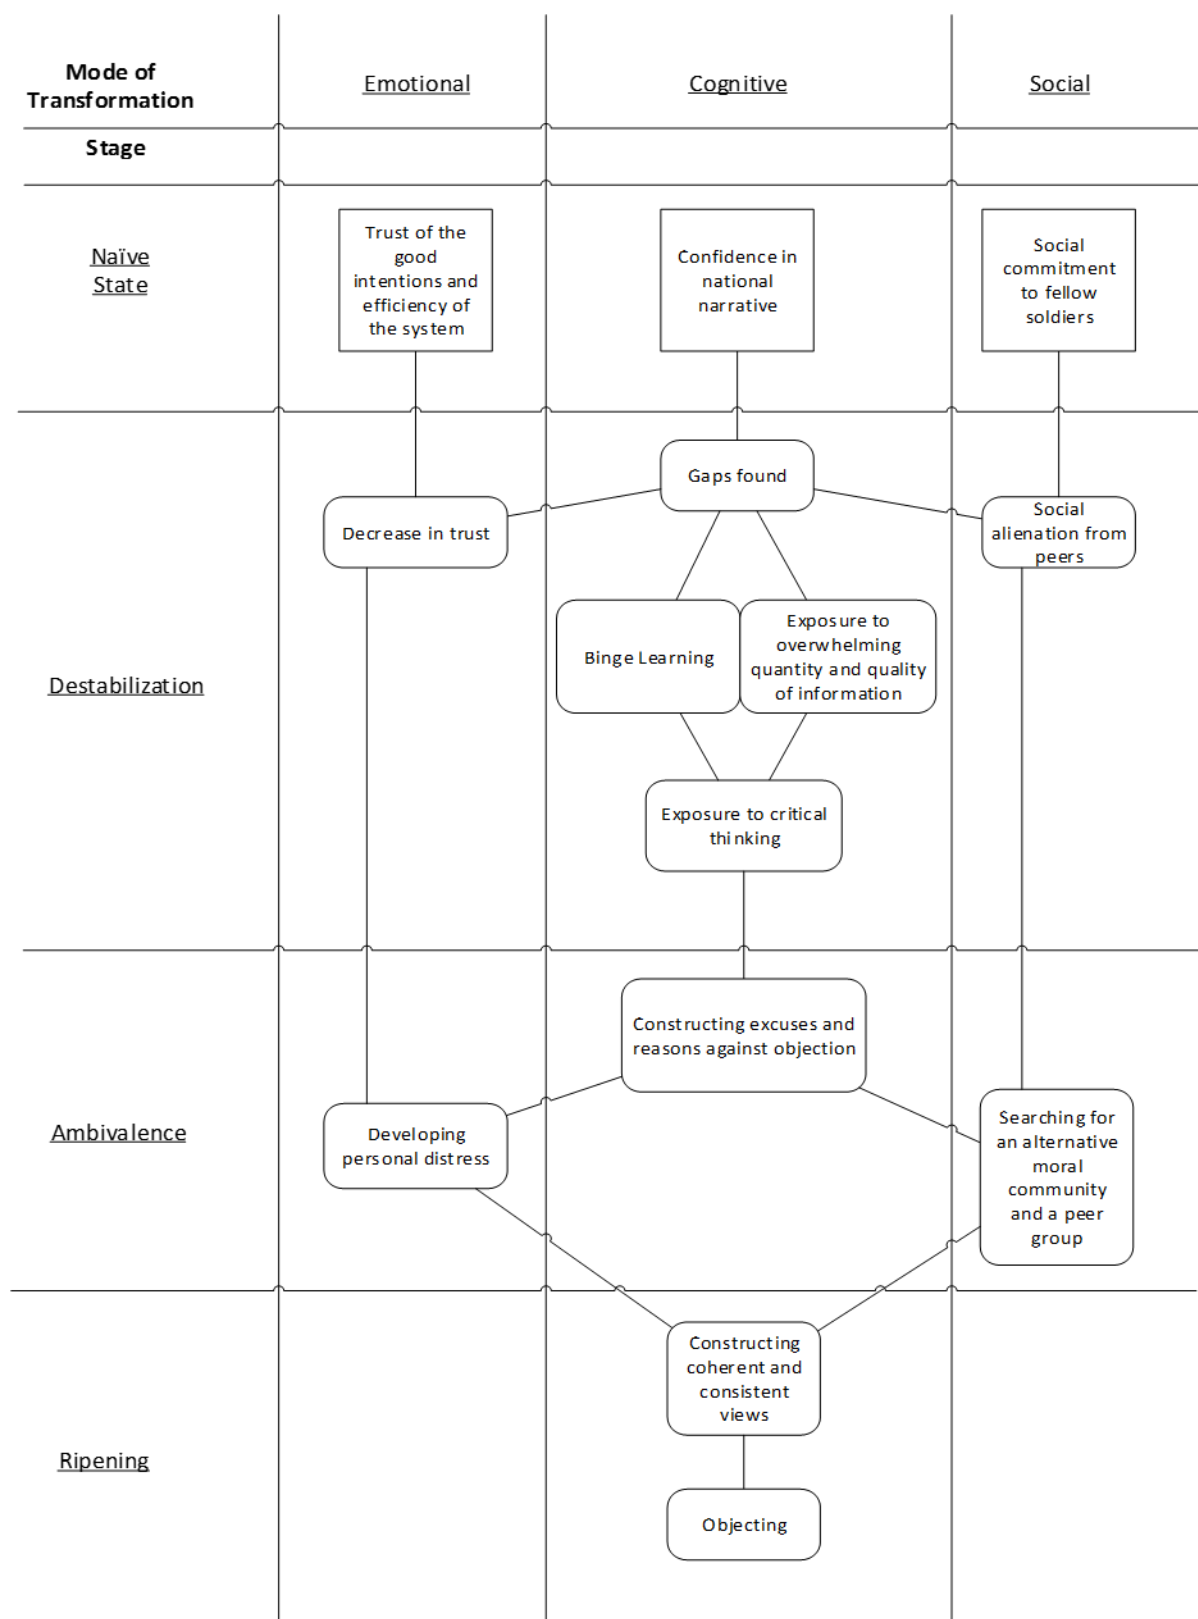 Mode of
Transformation
Emotional
Cognitive
Social
Stage
Naïve
State
Trust of the
good
intentions and
efficiency of
the system
Confidence in
national
narrative
Social
commitment
to fellow
soldiers
Destabilization
Gaps found
Decrease in trust
Social
alienation from
peers
Binge Learning
Exposure to
overwhelming
quantity and quality
of information
Exposure to critical
thinking
Ambivalence
Constructing excuses and
reasons against objection
Developing
personal distress
Searching for
an alternative
moral
community
and a peer
group
Ripening
Constructing
coherent and
consistent
views
Objecting